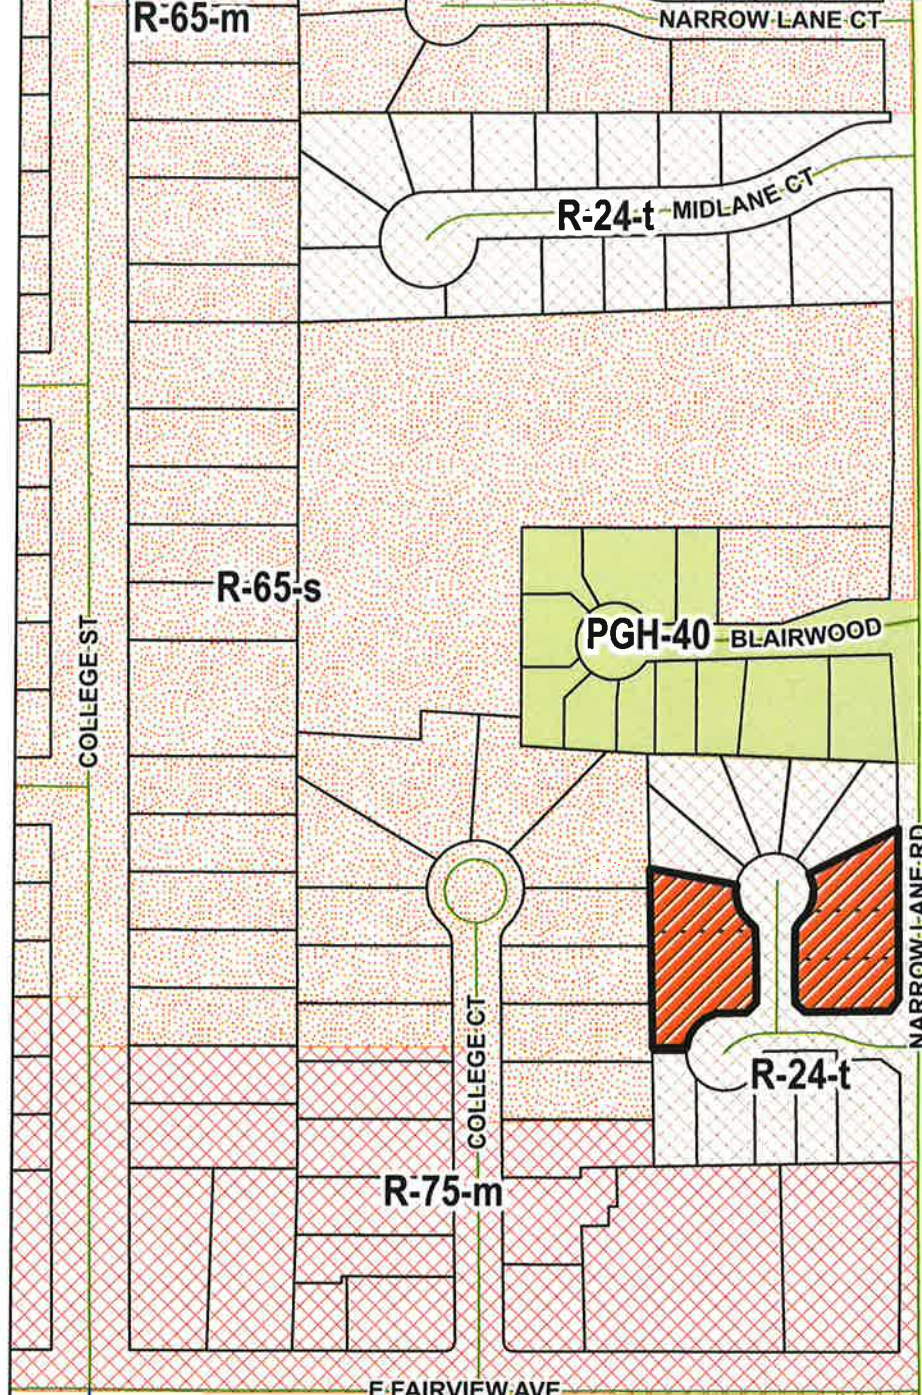 R-65-m
NARROW LANE CT
R-24-t
MIDLANE CT
R-65-s
PGH-40
BLAIRWOOD
COLLEGE ST
NARROW LANE RD
COLLEGE CT
R-24-t
R-75-m
E FAIRVIEW AVE